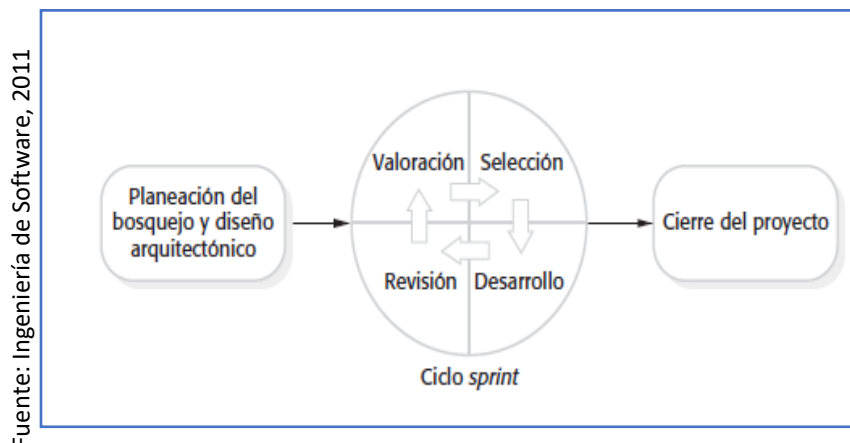 Fuente: Ingeniería de Software, 2011
Planeación del
bosquejo y diseño
arquitectónico
Valoración
Selección
Revisión
Desarrollo
Ciclo sprint
Cierre del proyecto